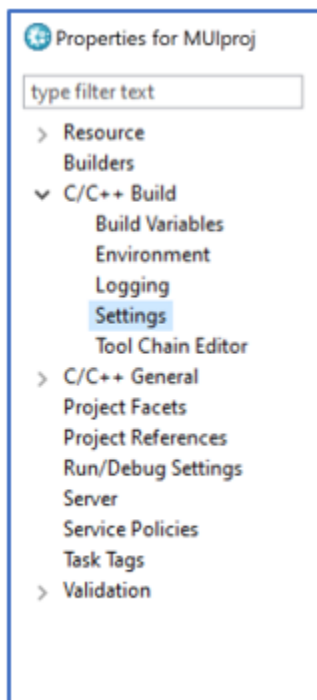 Properties for MUIproj
type filter text
Resource
Builders
C/C++ Build
Build Variables
Environment
Logging
Settings
Tool Chain Editor
C/C++ General
Project Facets
Project References
Run/Debug Settings
Server
Service Policies
Task Tags
Validation